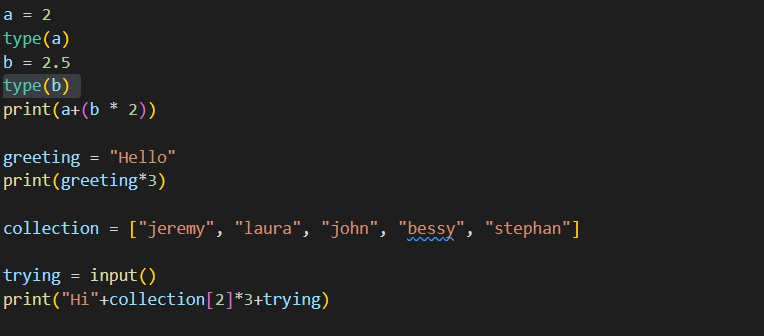 a = 2
type(a)
b = 2.5
type(b)
print(a+(b * 2))
greeting = "Hello"
print(greeting*3)
collection = ["jeremy", "laura", "john", "bessy", "stephan"]
trying = input()
print("Hi"+collection[2]*3+trying)